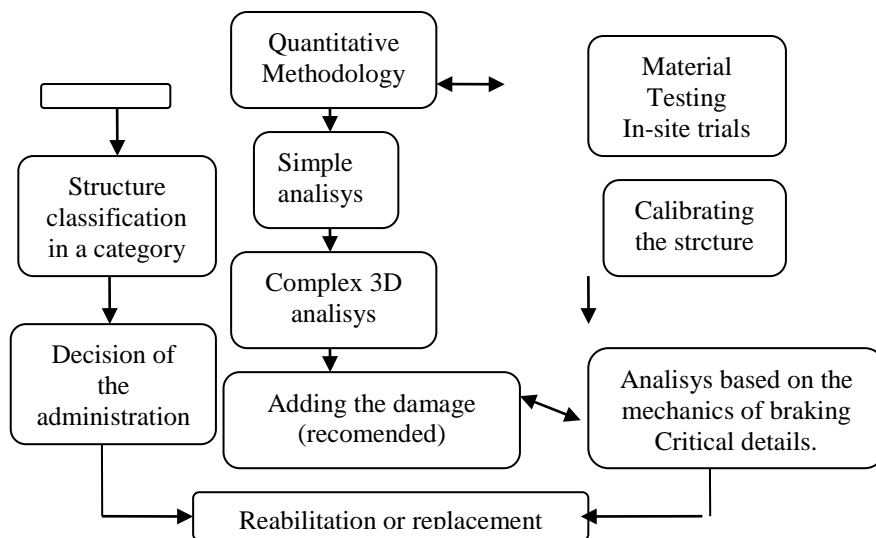 Quantitative
Methodology
Material
Testing
In-site trials
Simple
analisys
Structure
classification
in a category
Calibrating
the strcture
Complex 3D
analisys
Decision of
the
administration
Adding the damage
(recomended)
Analisys based on the
mechanics of braking
Critical details.
Reabilitation or replacement